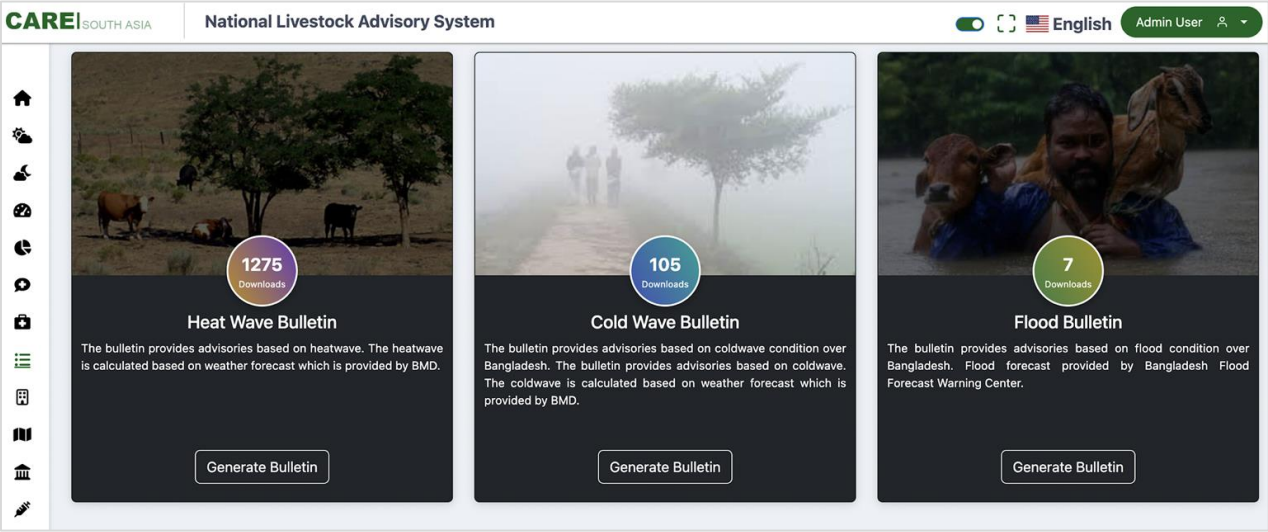 CARE SOUTH ASIA
National Livestock Advisory System
English
Admin User
1275
Downloads
Heat Wave Bulletin
The bulletin provides advisories based on heatwave. The heatwave
is calculated based on weather forecast which is provided by BMD.
Generate Bulletin
105
Downloads
Cold Wave Bulletin
The bulletin provides advisories based on coldwave condition over
Bangladesh. The bulletin provides advisories based on coldwave.
The coldwave is calculated based on weather forecast which is
provided by BMD.
Generate Bulletin
7
Downloads
Flood Bulletin
The bulletin provides advisories based on flood condition over
Bangladesh. Flood forecast provided by Bangladesh Flood
Forecast Warning Center.
Generate Bulletin